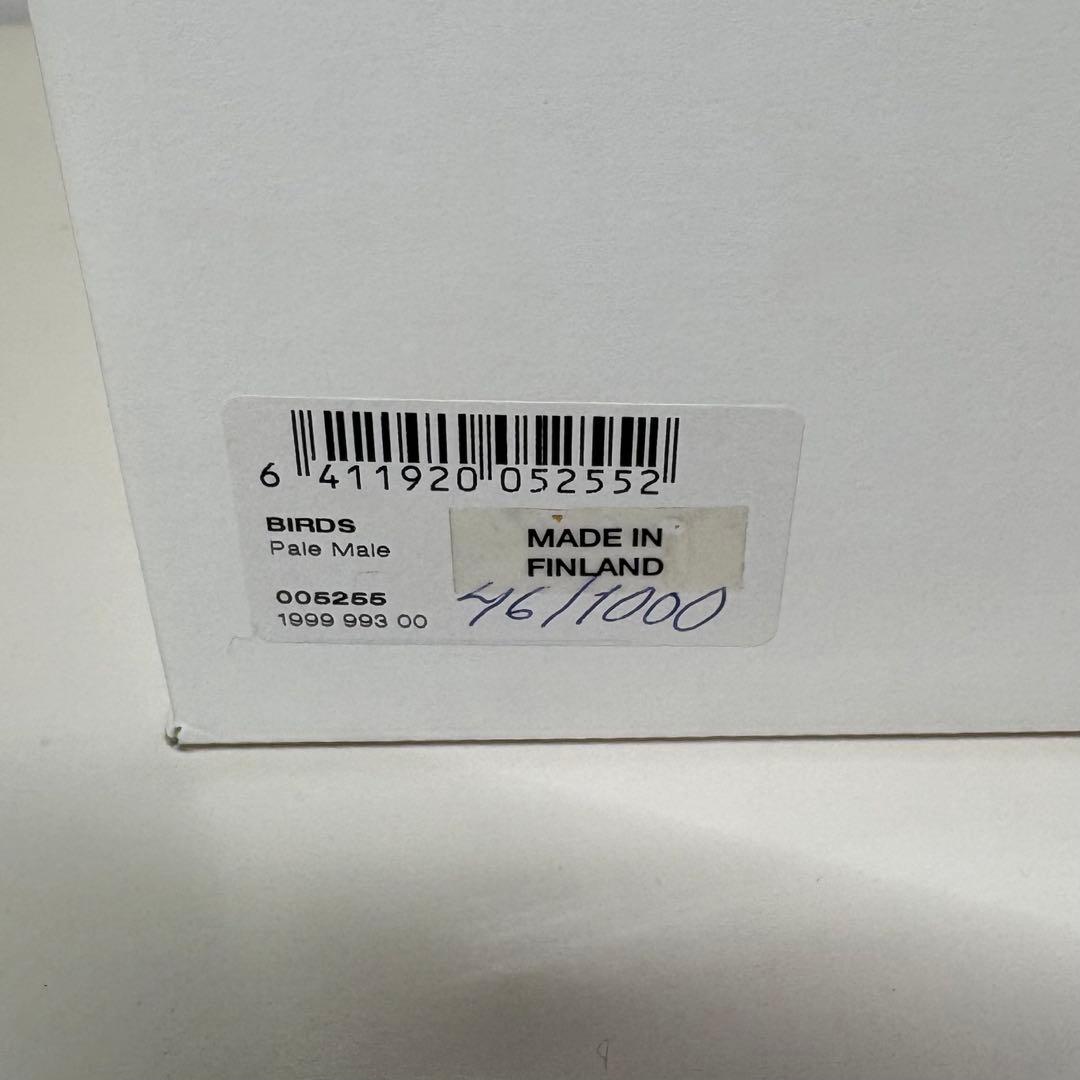 6 411920 052552
BIRDS
Pale Male
MADE IN
FINLAND
005255
1999 993 00
46/1000